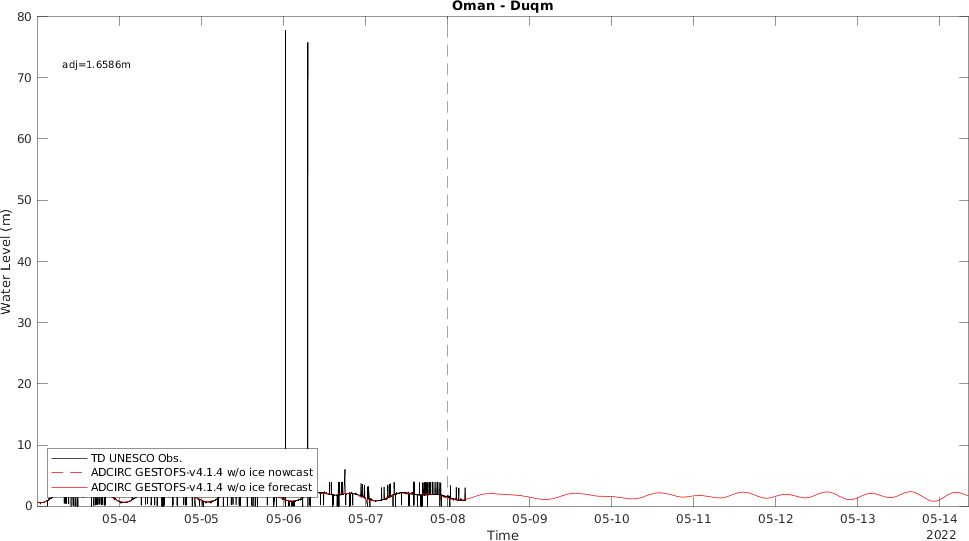 Oman - Duqm
80
adj=1.6586m
70
60
50
40
30
20
10
0
Water Level (m)
TD UNESCO Obs.
ADCIRC GESTOFS-v4.1.4 w/o ice nowcast
ADCIRC GESTOFS-v4.1.4 w/o ice forecast
05-04 05-05 05-06 05-07 05-08 05-09 05-10 05-11 05-12 05-13 05-14
Time
2022